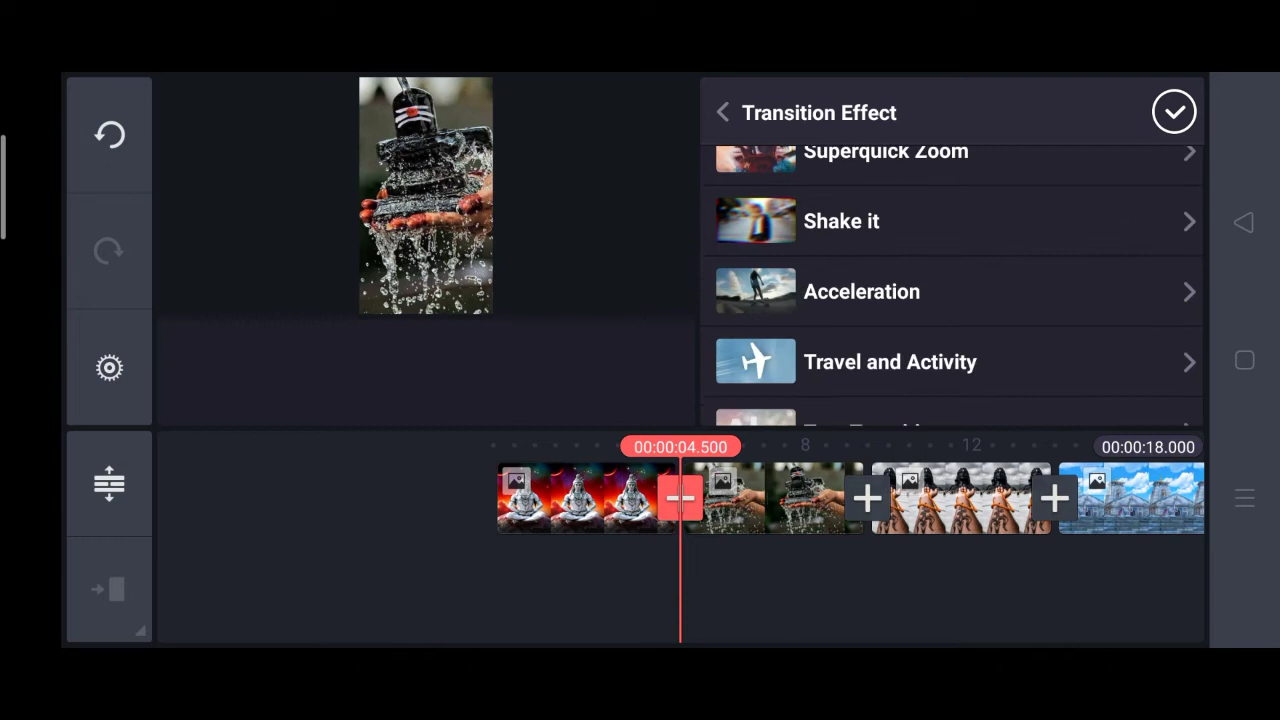 Transition Effect
Superquick Zoom
Shake it
Acceleration
Travel and Activity
00:00:04.500
8
12
00:00:18.000